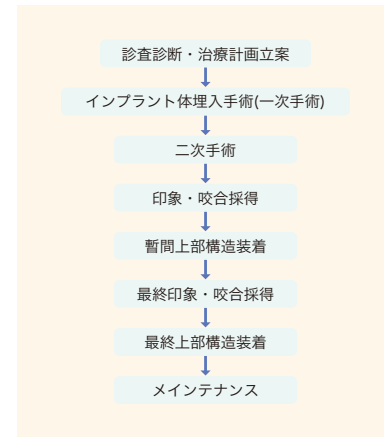 診査診断・治療計画立案
インプラント体埋入手術(一次手術)
二次手術
印象・咬合採得
暫間上部構造装着
最終印象・咬合採得
最終上部構造装着
メインテナンス